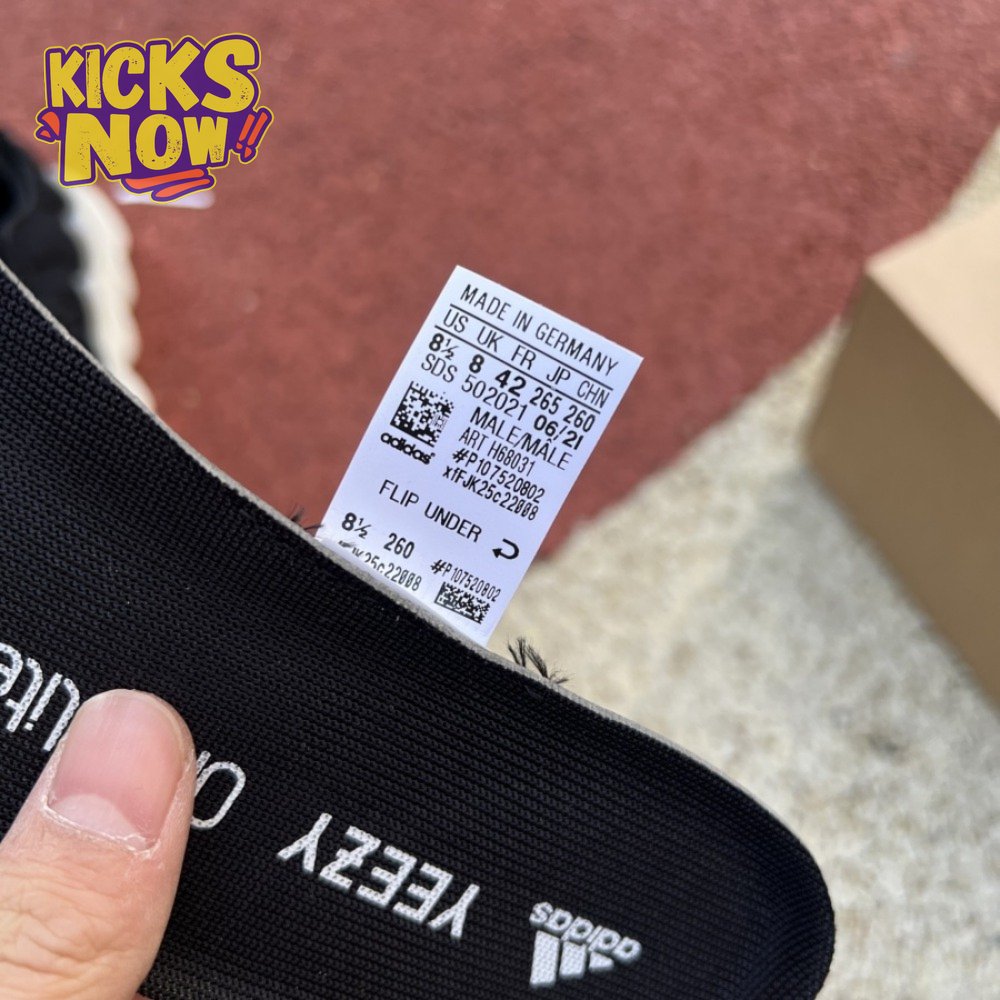 KICKS
NOW!!
MADE IN GERMANY
US UK FR JP CHN
8½ 8 42 265 260
SDS 502021 06/21
MALE/MÂLE
ART H68031
#P107520802
xfFJK25c22008
adidas
FLIP UNDER
8½ 260 #P107520802
adidas
YEEZY